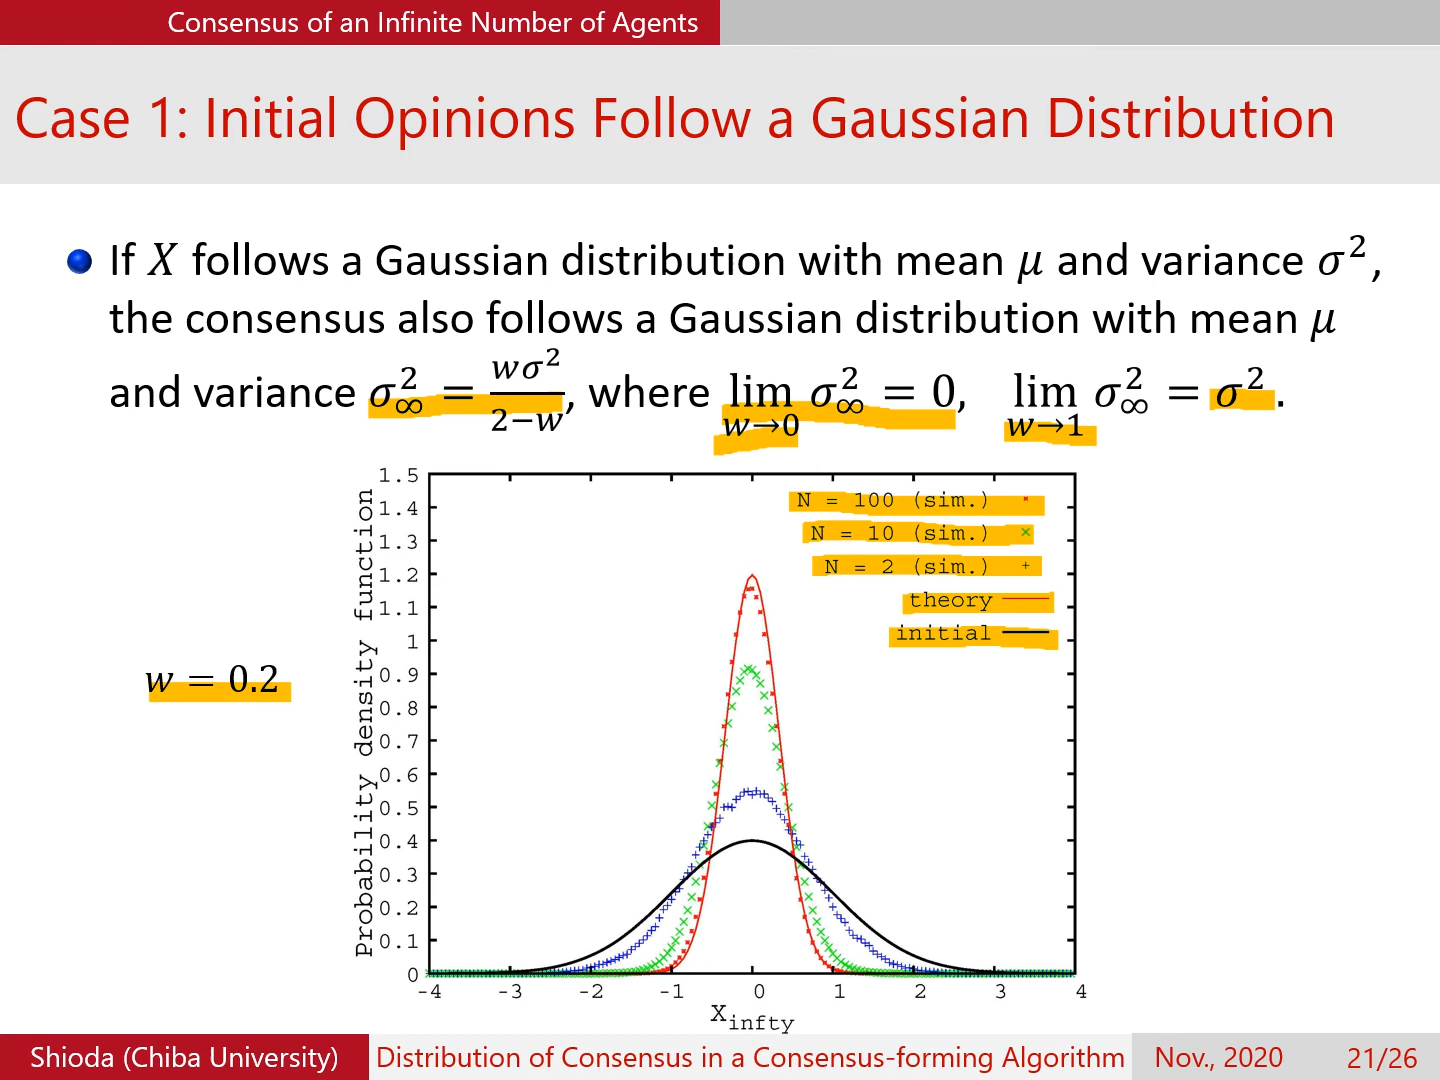 Consensus of an Infinite Number of Agents
Case 1: Initial Opinions Follow a Gaussian Distribution
If X follows a Gaussian distribution with mean μ and variance σ²,
the consensus also follows a Gaussian distribution with mean μ
and variance σ²_∞ = wσ²/(2−w), where lim_{w→0} σ²_∞ = 0, lim_{w→1} σ²_∞ = σ².
w = 0.2
Probability density function
1.5
1.4
1.3
1.2
1.1
1
0.9
0.8
0.7
0.6
0.5
0.4
0.3
0.2
0.1
0
N = 100 (sim.)
N = 10 (sim.)
N = 2 (sim.)
theory
initial
-4 -3 -2 -1 0 1 2 3 4
X_infty
Shioda (Chiba University) Distribution of Consensus in a Consensus-forming Algorithm Nov., 2020 21/26